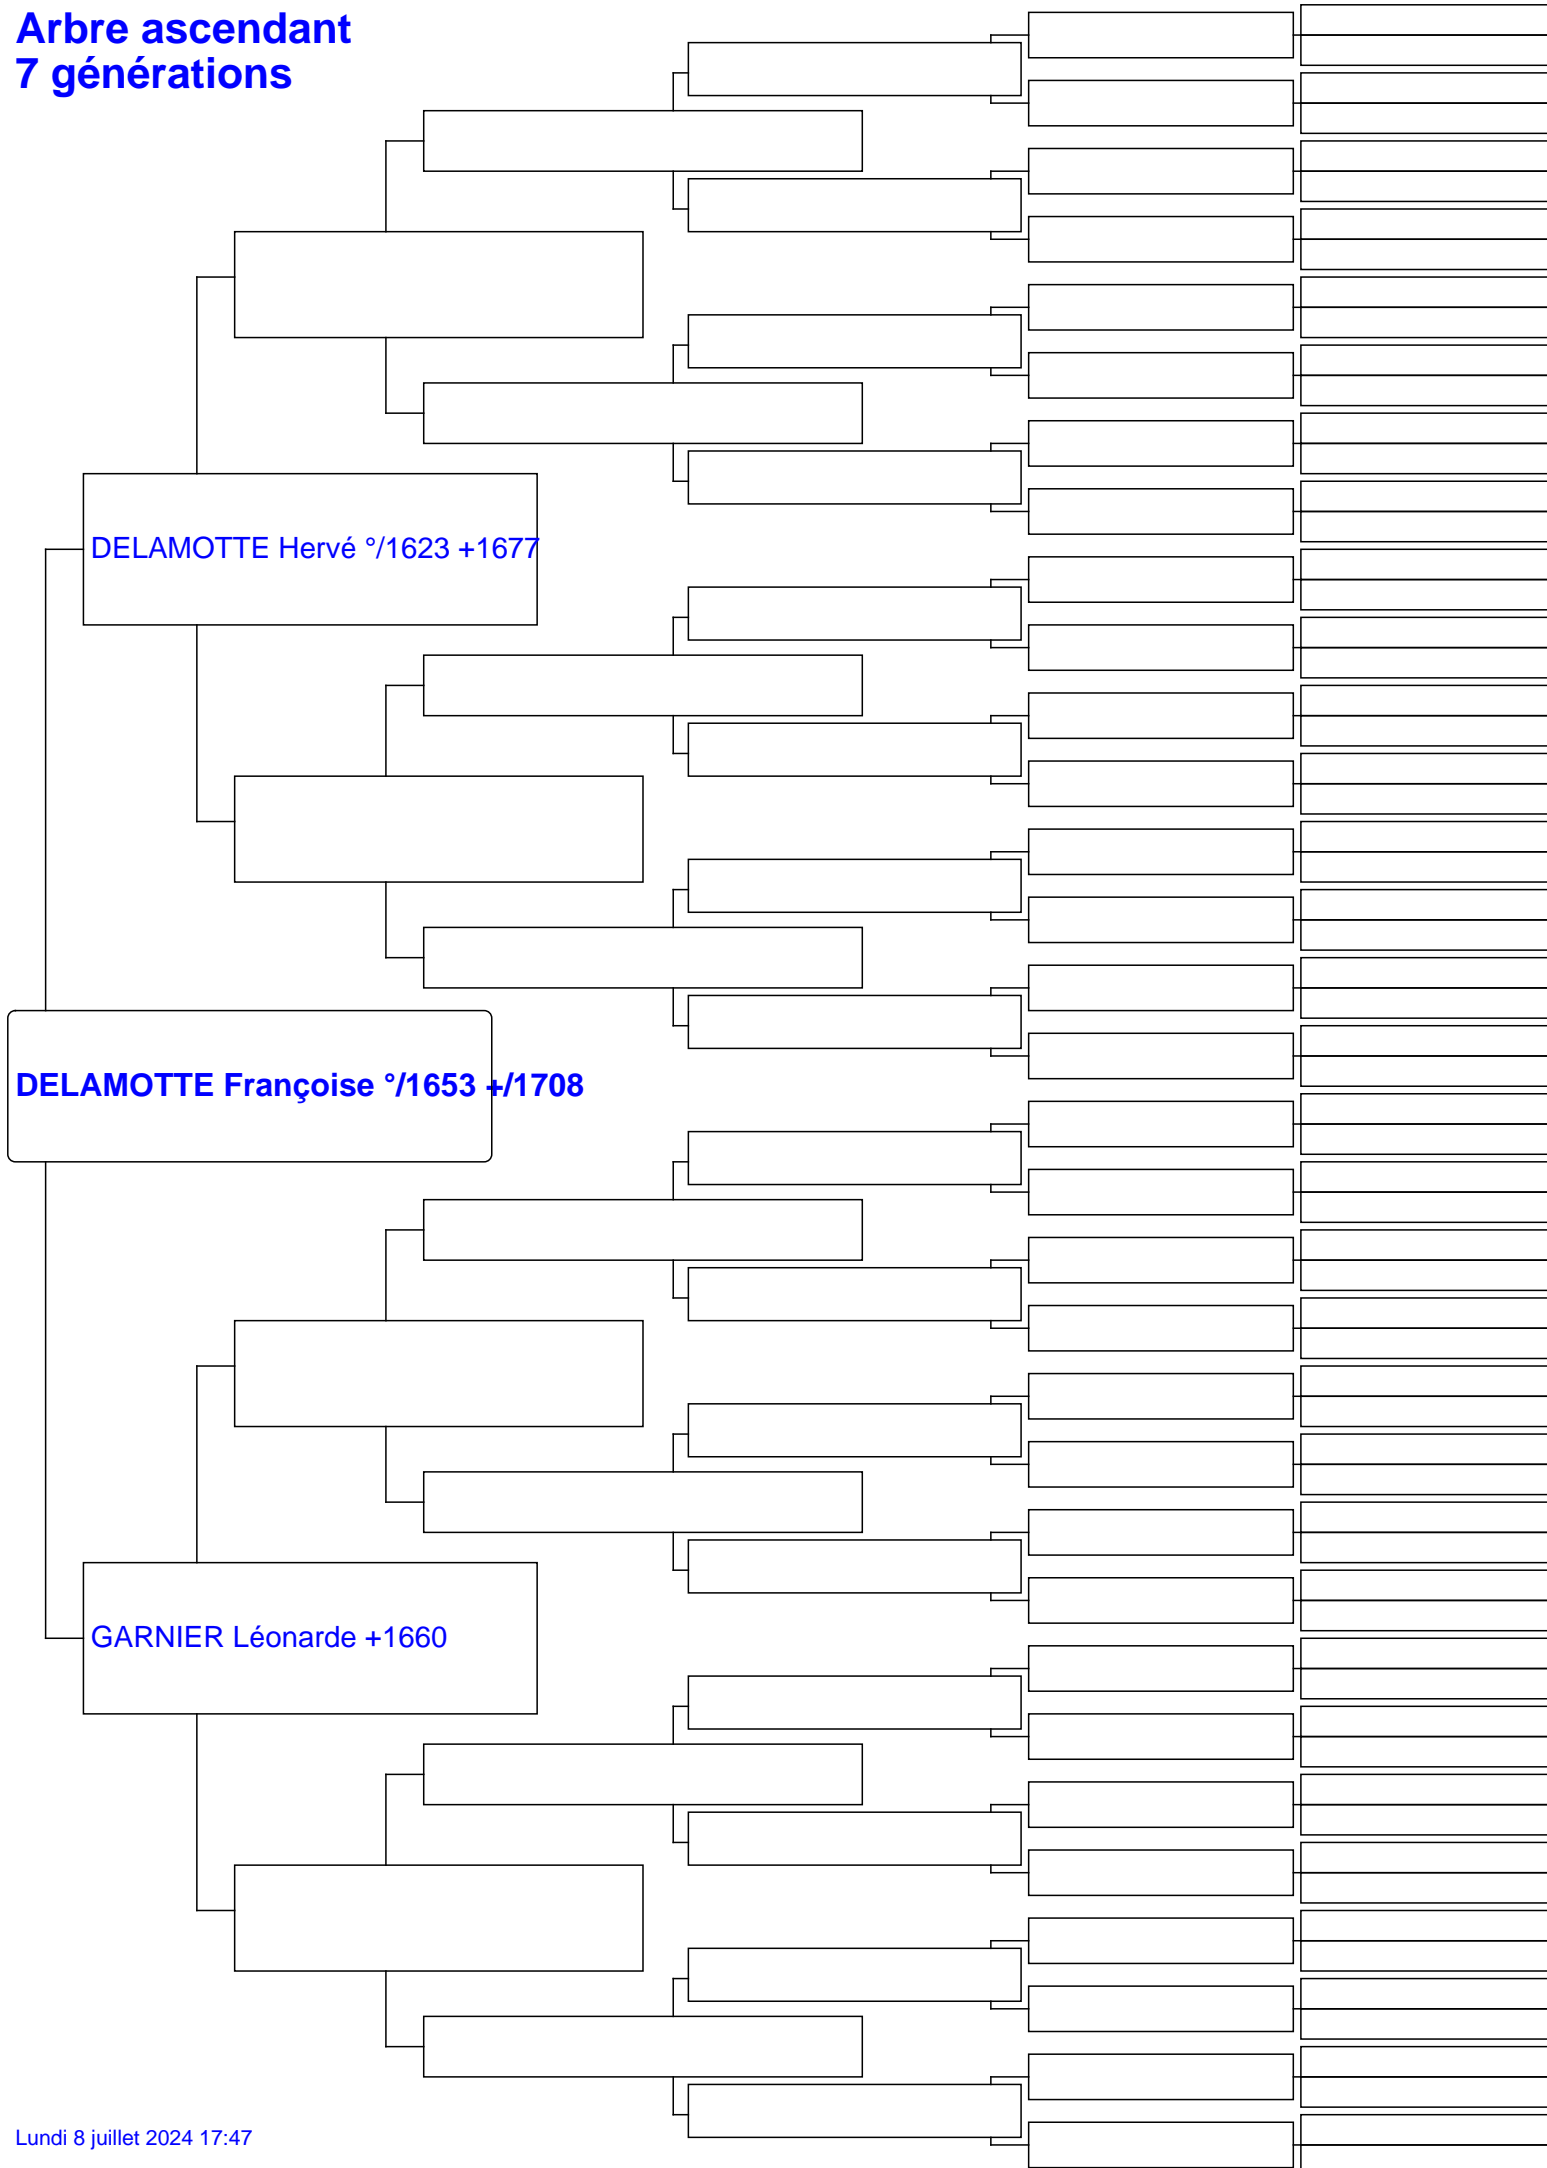 Arbre ascendant
7 générations
DELAMOTTE Hervé °/1623 +1677
DELAMOTTE Françoise °/1653 +/1708
GARNIER Léonarde +1660
Lundi 8 juillet 2024 17:47